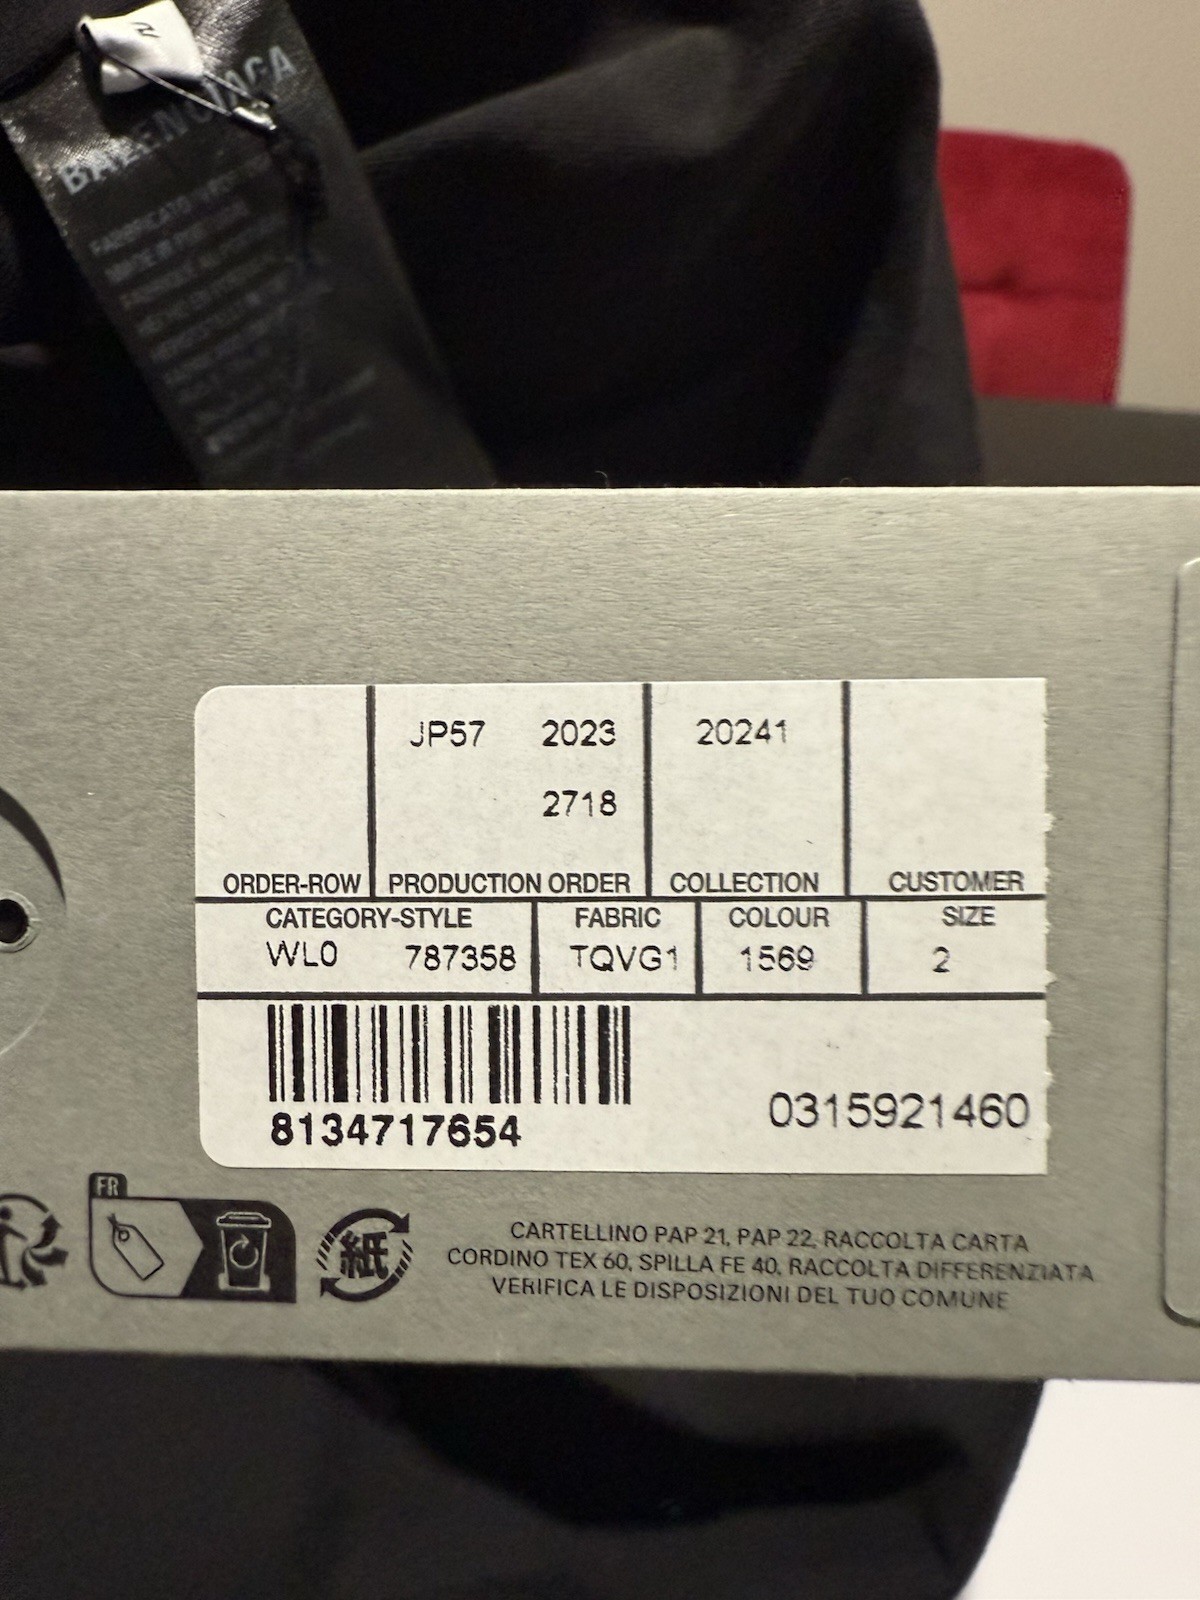 2
BALENCIAGA
JP57 2023 20241
2718
ORDER-ROW PRODUCTION ORDER COLLECTION CUSTOMER
CATEGORY-STYLE FABRIC COLOUR SIZE
WL0 787358 TQVG1 1569 2
8134717654
0315921460
FR
紙
CARTELLINO PAP 21, PAP 22, RACCOLTA CARTA
CORDINO TEX 60, SPILLA FE 40, RACCOLTA DIFFERENZIATA
VERIFICA LE DISPOSIZIONI DEL TUO COMUNE